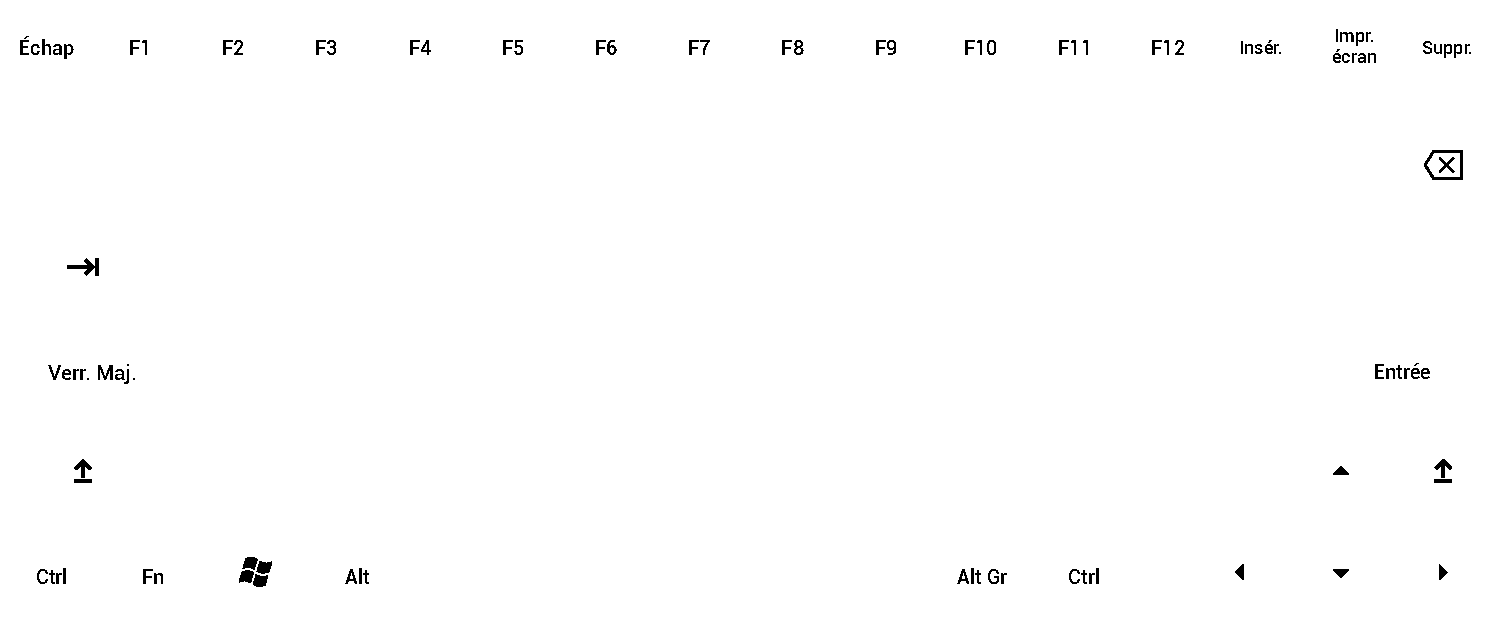 Échap F1 F2 F3 F4 F5 F6 F7 F8 F9 F10 F11 F12 Insér. Impr. écran Suppr.
Verr. Maj. Entrée
Ctrl Fn Alt Alt Gr Ctrl